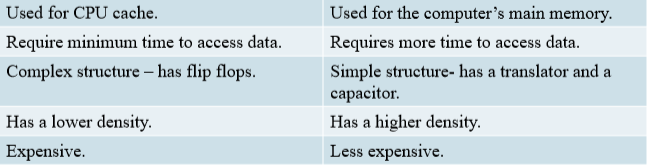 Used for CPU cache.
Used for the computer's main memory.
Require minimum time to access data.
Requires more time to access data.
Complex structure – has flip flops.
Simple structure- has a translator and a
capacitor.
Has a lower density.
Has a higher density.
Expensive.
Less expensive.